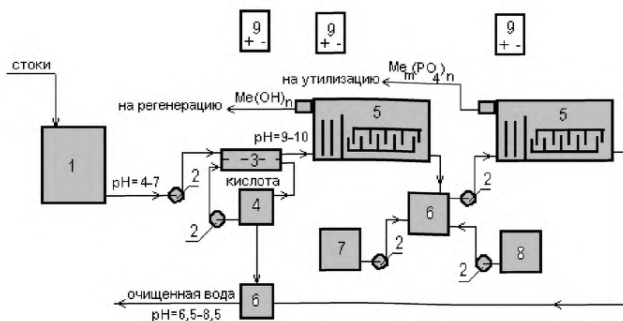 9
+ -
9
+ -
9
+ -
стоки
на утилизацию
Me (PO )
m 4 n
на регенерацию
Me(OH)n
5
5
pH=9-10
1
-3-
pH=4-7
2
кислота
4
2
2
6
7
2
2
8
очищенная вода
6
pH=6,5-8,5